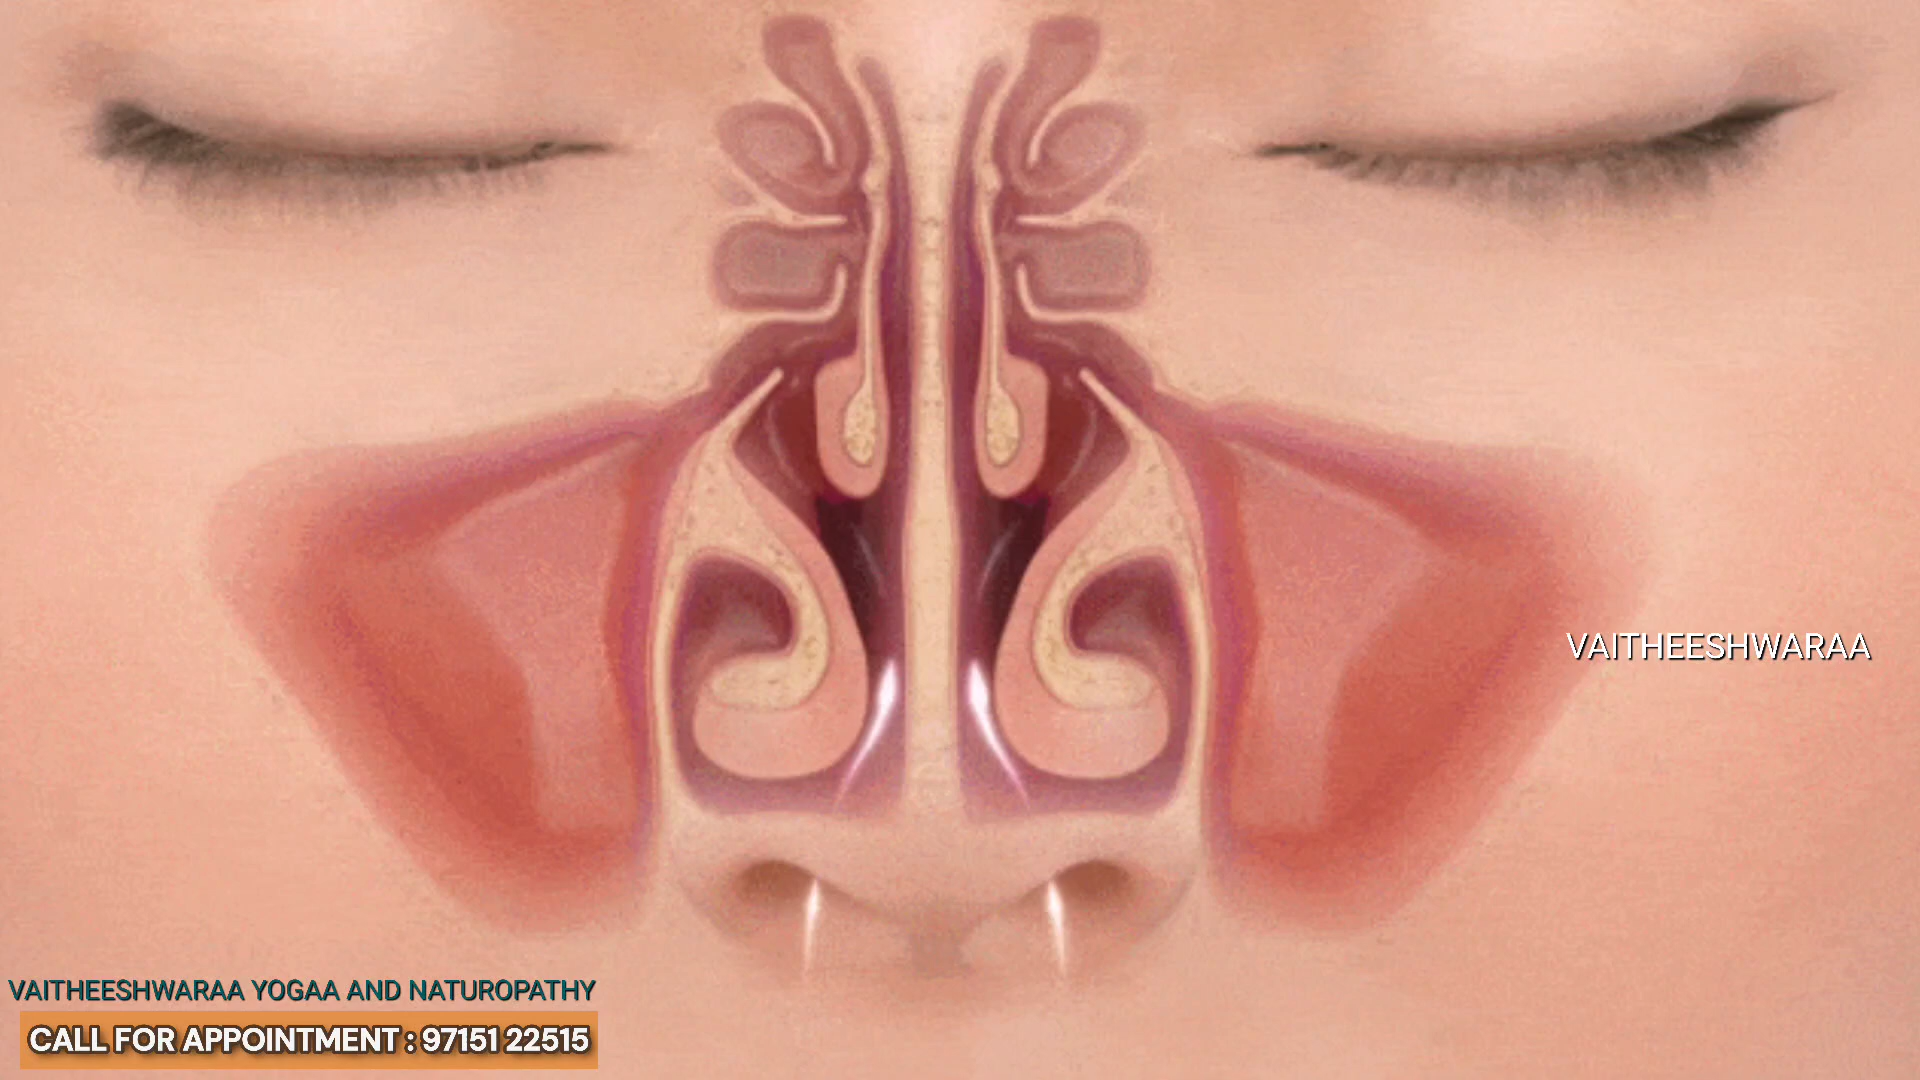 VAITHEESHWARAA
VAITHEESHWARAA YOGAA AND NATUROPATHY
CALL FOR APPOINTMENT : 97151 22515